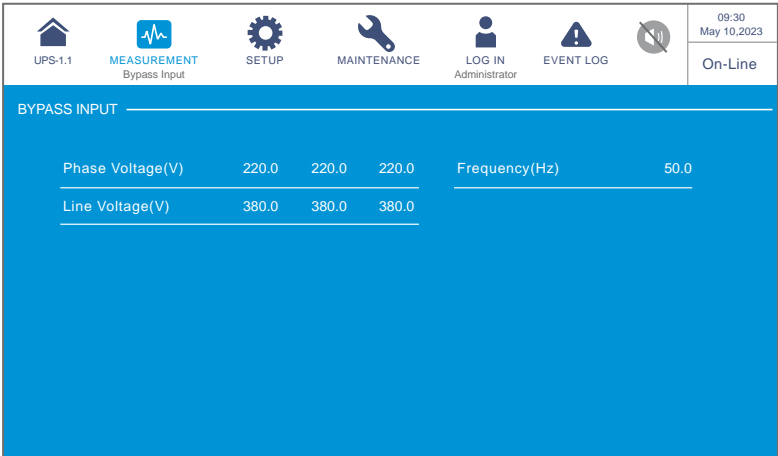 09:30
May 10,2023
UPS-1.1 MEASUREMENT SETUP MAINTENANCE LOG IN EVENT LOG
Bypass Input Administrator
On-Line
BYPASS INPUT
Phase Voltage(V) 220.0 220.0 220.0 Frequency(Hz) 50.0
Line Voltage(V) 380.0 380.0 380.0